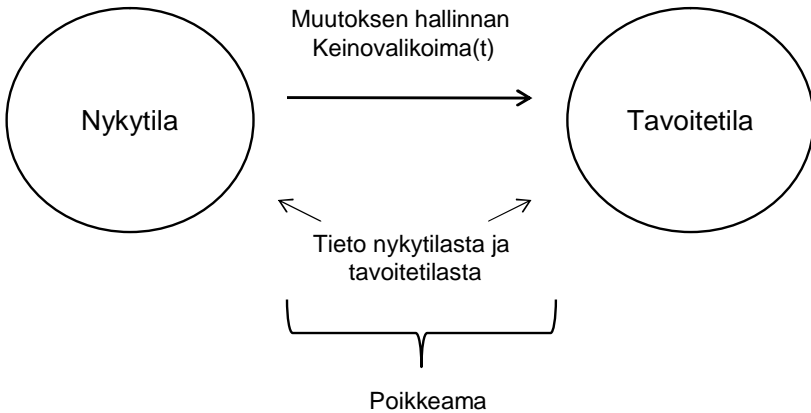 Muutoksen hallinnan
Keinovalikoima(t)
Nykytila
Tavoitetila
Tieto nykytilasta ja
tavoitetilasta
Poikkeama